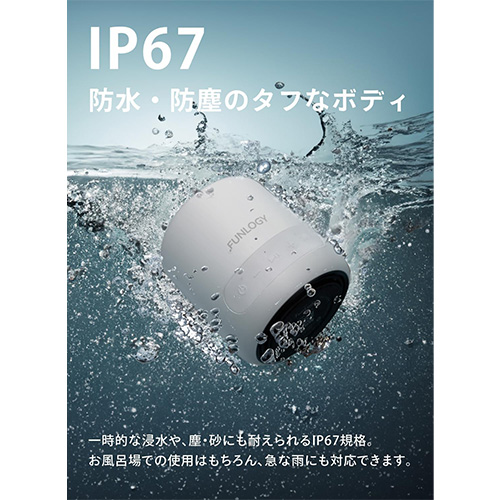 IP67
防水・防塵のタフなボディ
FUNLOGY
一時的な浸水や、塵・砂にも耐えられるIP67規格。
お風呂場での使用はもちろん、急な雨にも対応できます。